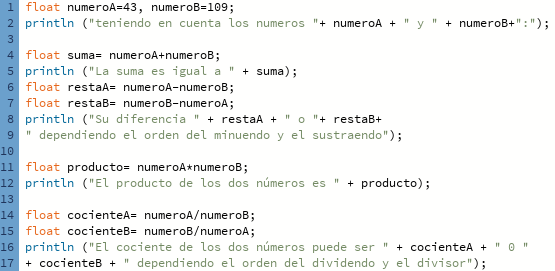 1 float numeroA=43, numeroB=109;
2 println ("teniendo en cuenta los numeros "+ numeroA + " y " + numeroB+":");
3
4 float suma= numeroA+numeroB;
5 println ("La suma es igual a " + suma);
6 float restaA= numeroA-numeroB;
7 float restaB= numeroB-numeroA;
8 println ("Su diferencia " + restaA + " o "+ restaB+
9 " dependiendo el orden del minuendo y el sustraendo");
10
11 float producto= numeroA*numeroB;
12 println ("El producto de los dos números es " + producto);
13
14 float cocienteA= numeroA/numeroB;
15 float cocienteB= numeroB/numeroA;
16 println ("El cociente de los dos números puede ser " + cocienteA + " 0 "
17 + cocienteB + " dependiendo el orden del dividendo y el divisor");